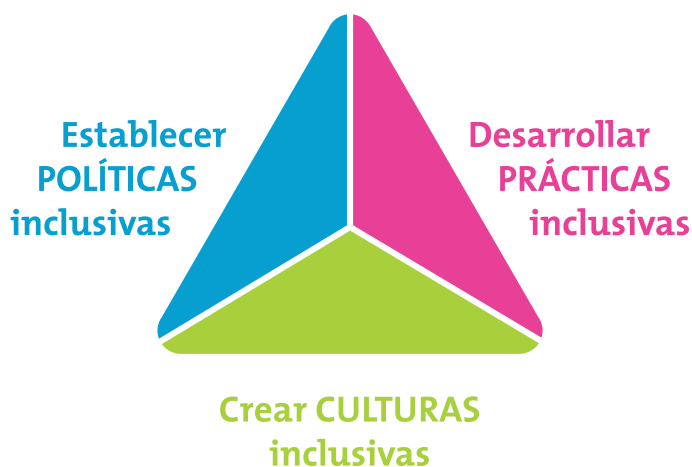 Establecer
POLÍTICAS
inclusivas
Desarrollar
PRÁCTICAS
inclusivas
Crear CULTURAS
inclusivas